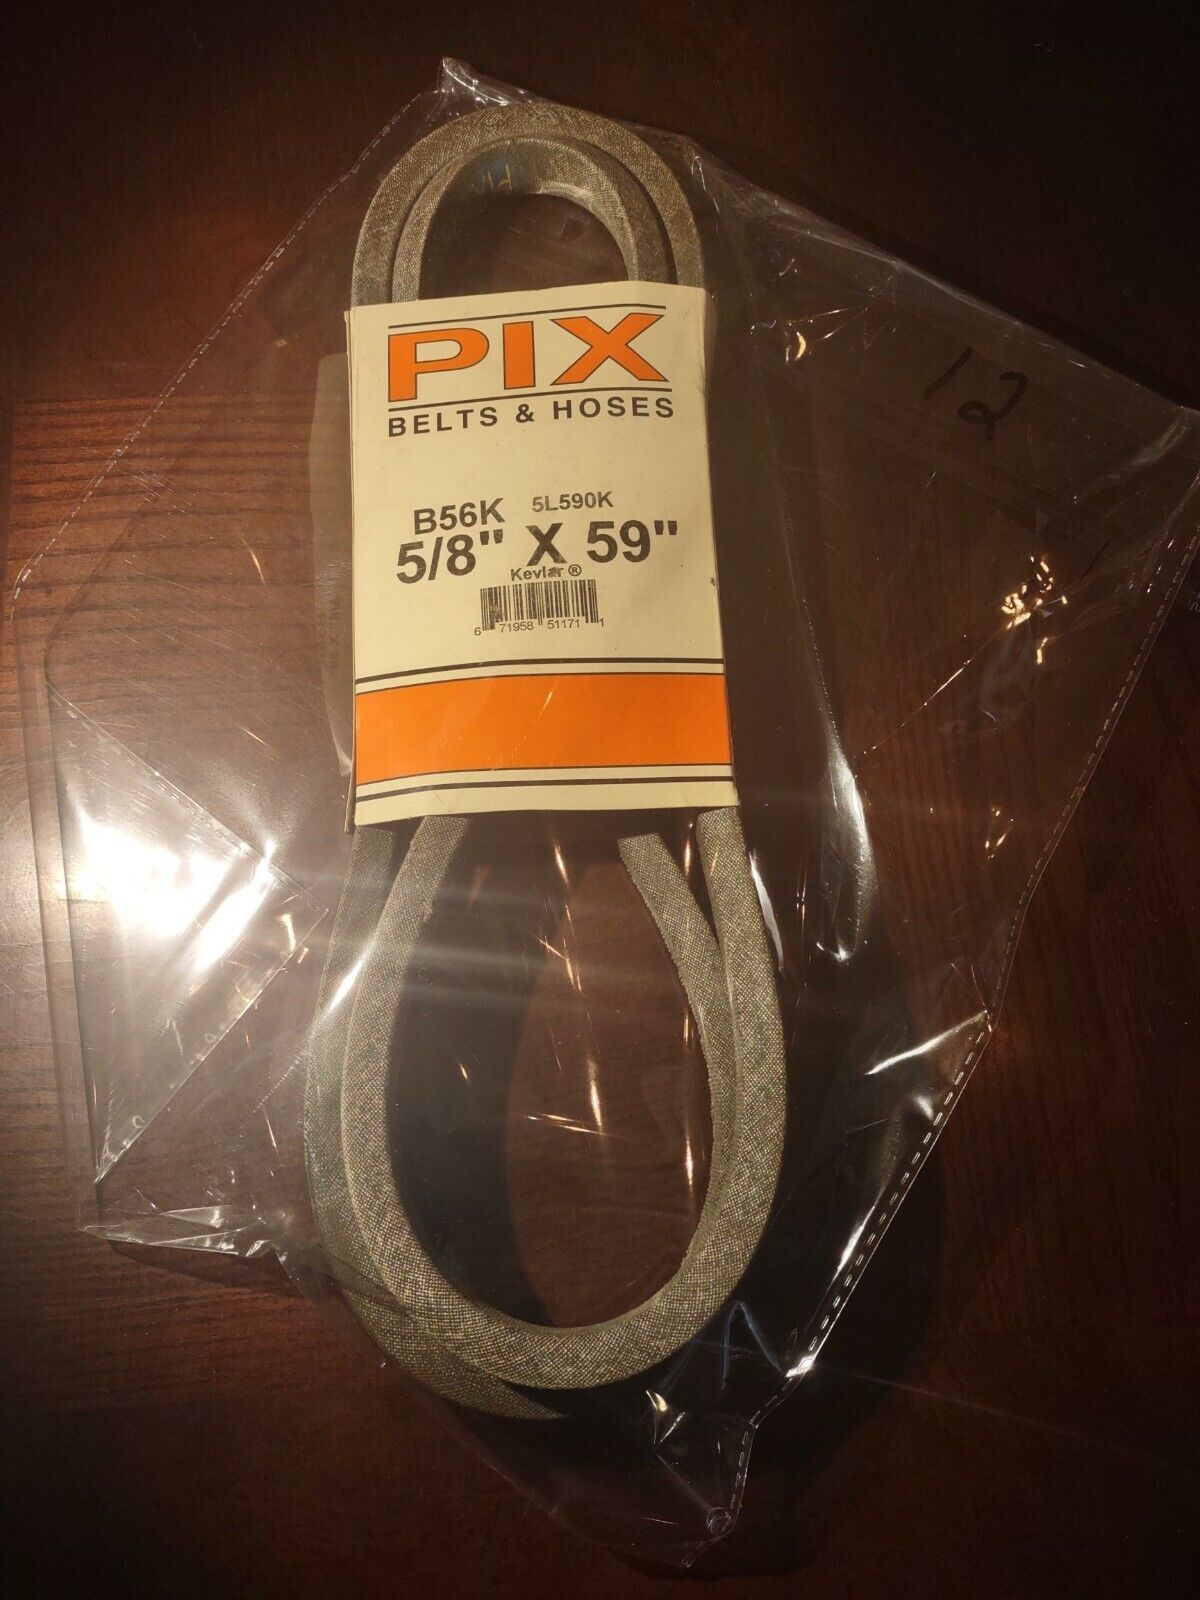 PIX
BELTS & HOSES
B56K 5L590K
5/8" X 59"
Kevlar ®
6 71958 51171 1
12